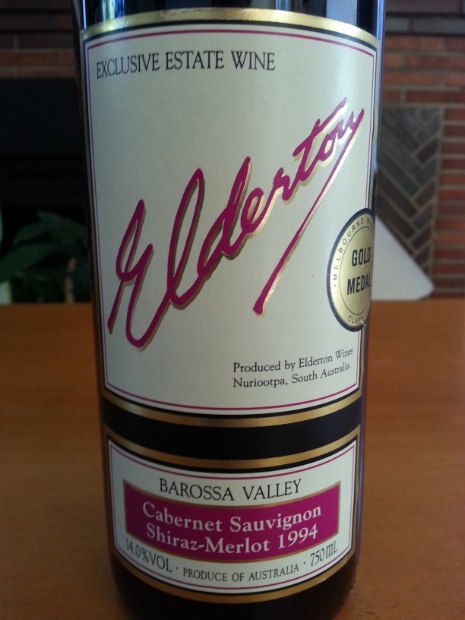 EXCLUSIVE ESTATE WINE
Elderton
MELBOURNE
GOLD
MEDAL
Produced by Elderton Wines
Nuriootpa, South Australia.
BAROSSA VALLEY
Cabernet Sauvignon
Shiraz-Merlot 1994
14.0%VOL · PRODUCE OF AUSTRALIA · 750mL